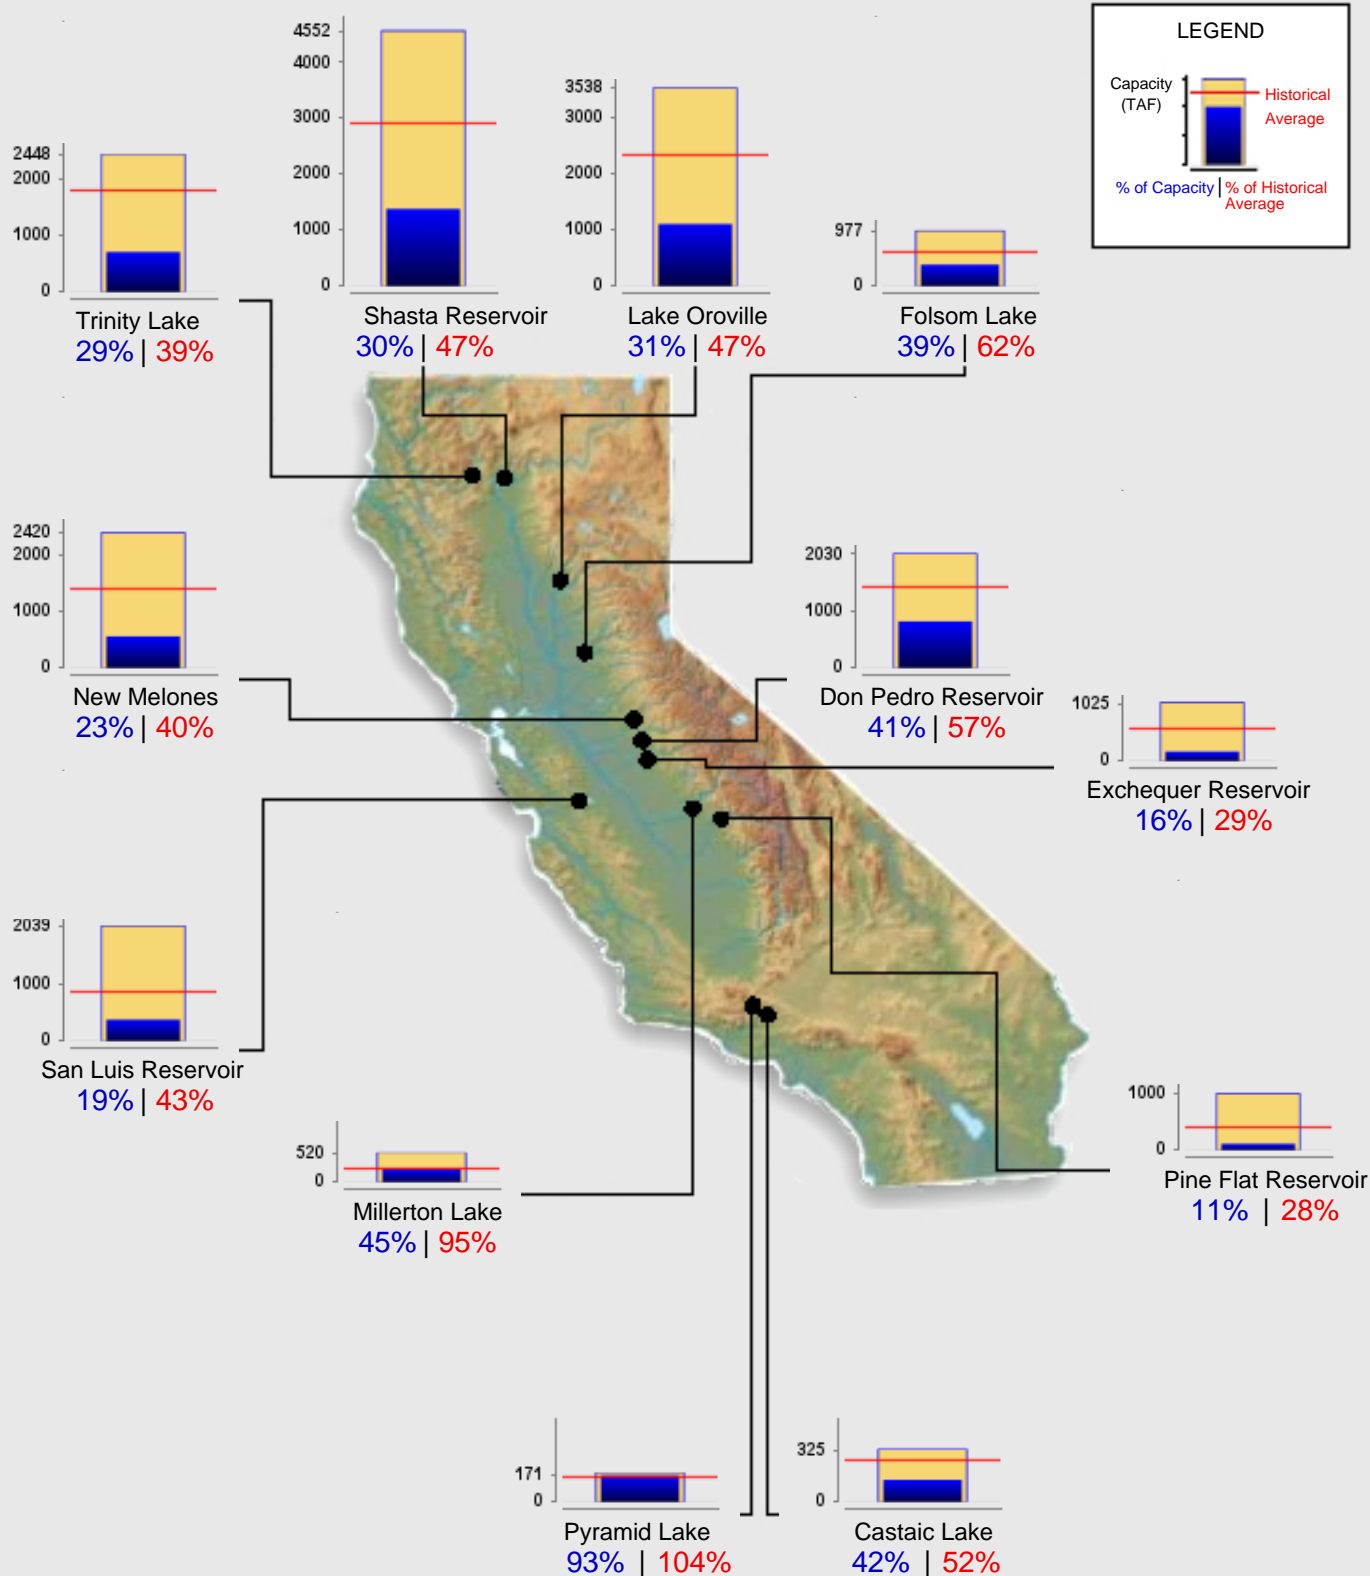 LEGEND
Capacity
(TAF)
Historical
Average
% of Capacity | % of Historical
Average
4552
4000
3000
2000
1000
0
Shasta Reservoir
30% | 47%
3538
3000
2000
1000
0
Lake Oroville
31% | 47%
2448
2000
1000
0
Trinity Lake
29% | 39%
977
0
Folsom Lake
39% | 62%
2420
2000
1000
0
New Melones
23% | 40%
2030
1000
0
Don Pedro Reservoir
41% | 57%
1025
0
Exchequer Reservoir
16% | 29%
2039
1000
0
San Luis Reservoir
19% | 43%
520
0
Millerton Lake
45% | 95%
1000
0
Pine Flat Reservoir
11% | 28%
171
0
Pyramid Lake
93% | 104%
325
0
Castaic Lake
42% | 52%